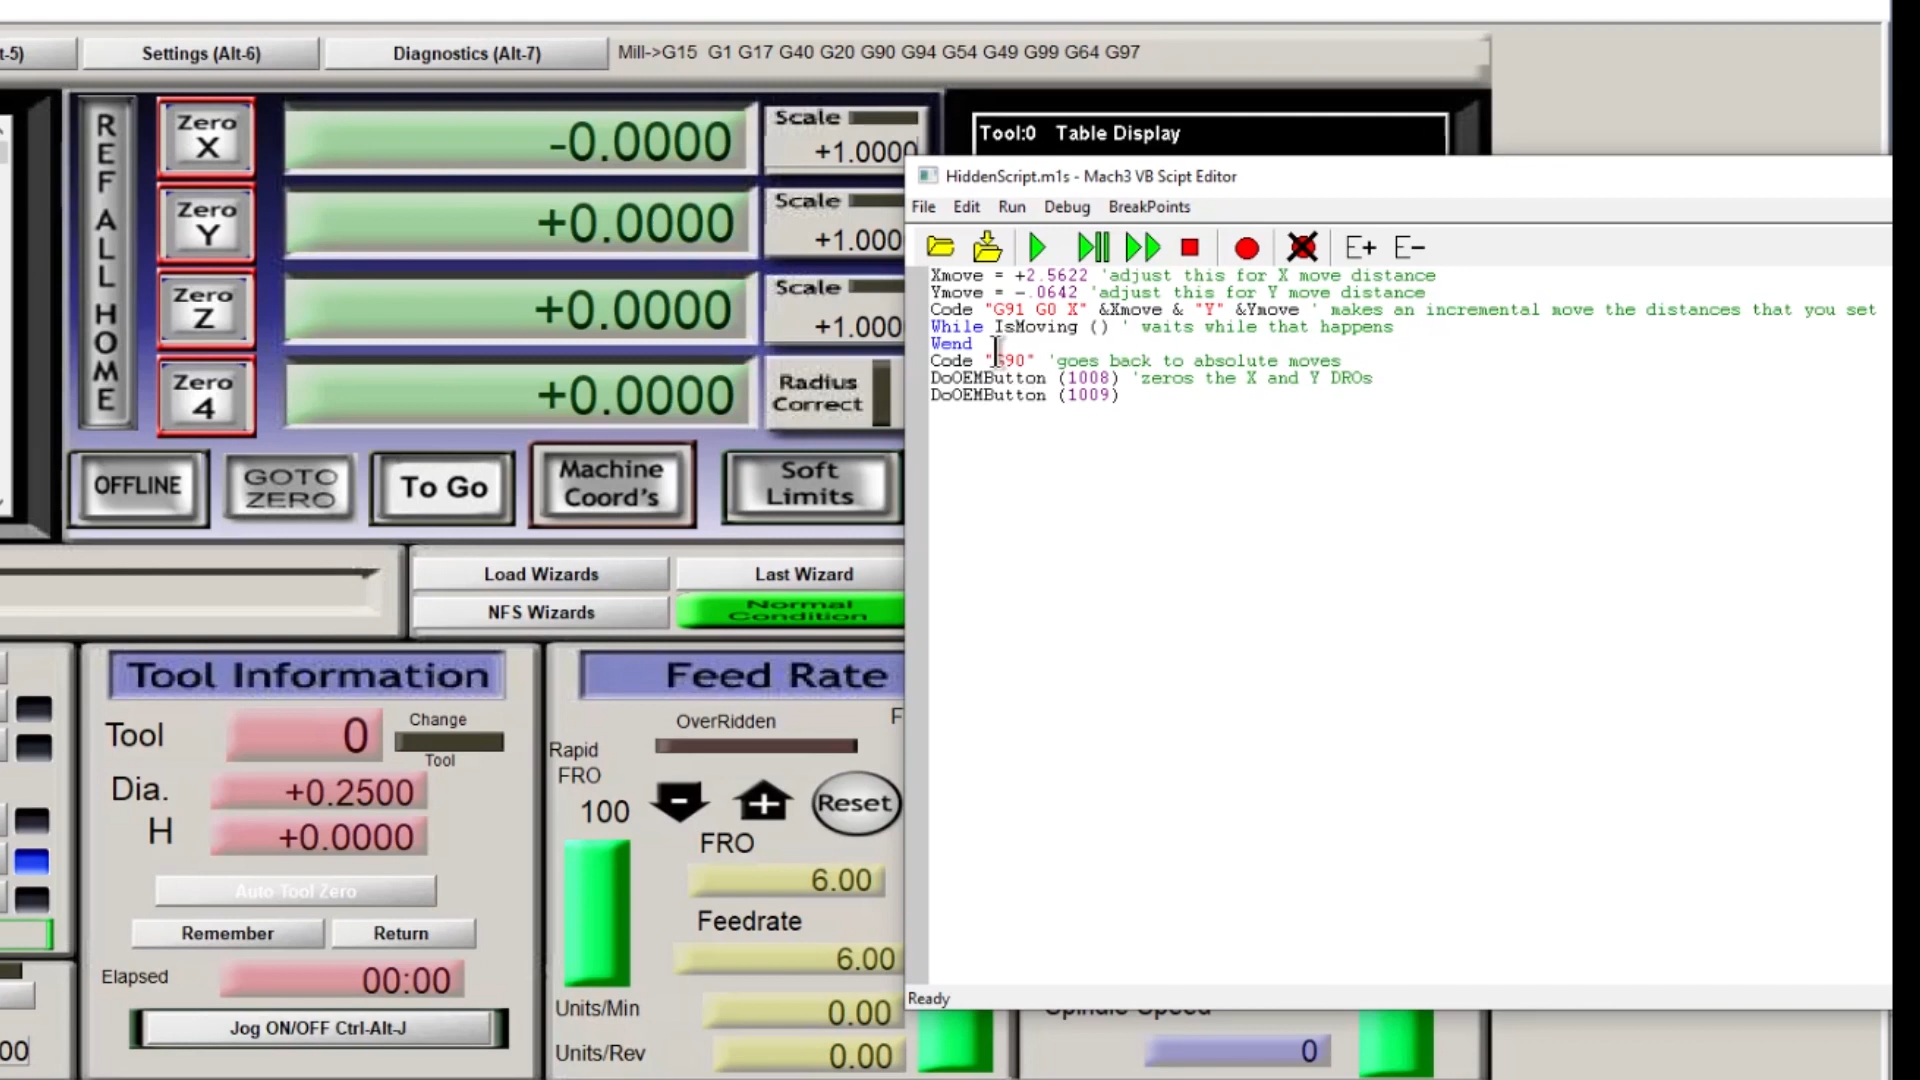 t-5)
Settings (Alt-6)
Diagnostics (Alt-7)
Mill->G15  G1 G17 G40 G20 G90 G94 G54 G49 G99 G64 G97
REF ALL HOME
Zero X
-0.0000
Scale
+1.0000
Tool:0   Table Display
Zero Y
+0.0000
Scale
+1.000
Zero Z
+0.0000
Scale
+1.000
Zero 4
+0.0000
Radius Correct
OFFLINE
GOTO ZERO
To Go
Machine Coord's
Soft Limits
HiddenScript.m1s - Mach3 VB Scipt Editor
File Edit Run Debug BreakPoints
E+ E-
Xmove = +2.5622 'adjust this for X move distance
Ymove = -.0642 'adjust this for Y move distance
Code "G91 G0 X" &Xmove & "Y" &Ymove ' makes an incremental move the distances that you set
While IsMoving () ' waits while that happens
Wend
Code "G90" 'goes back to absolute moves
DoOEMButton (1008) 'zeros the X and Y DROs
DoOEMButton (1009)
Ready
Load Wizards
Last Wizard
NFS Wizards
Normal Condition
Tool Information
Tool
0
Change
Tool
Dia.
+0.2500
H
+0.0000
Auto Tool Zero
Remember
Return
Elapsed
00:00
Jog ON/OFF Ctrl-Alt-J
00
Feed Rate
OverRidden
F
Rapid
FRO
100
- + Reset
FRO
6.00
Feedrate
6.00
Units/Min
0.00
Units/Rev
0.00
Spindle Speed
0